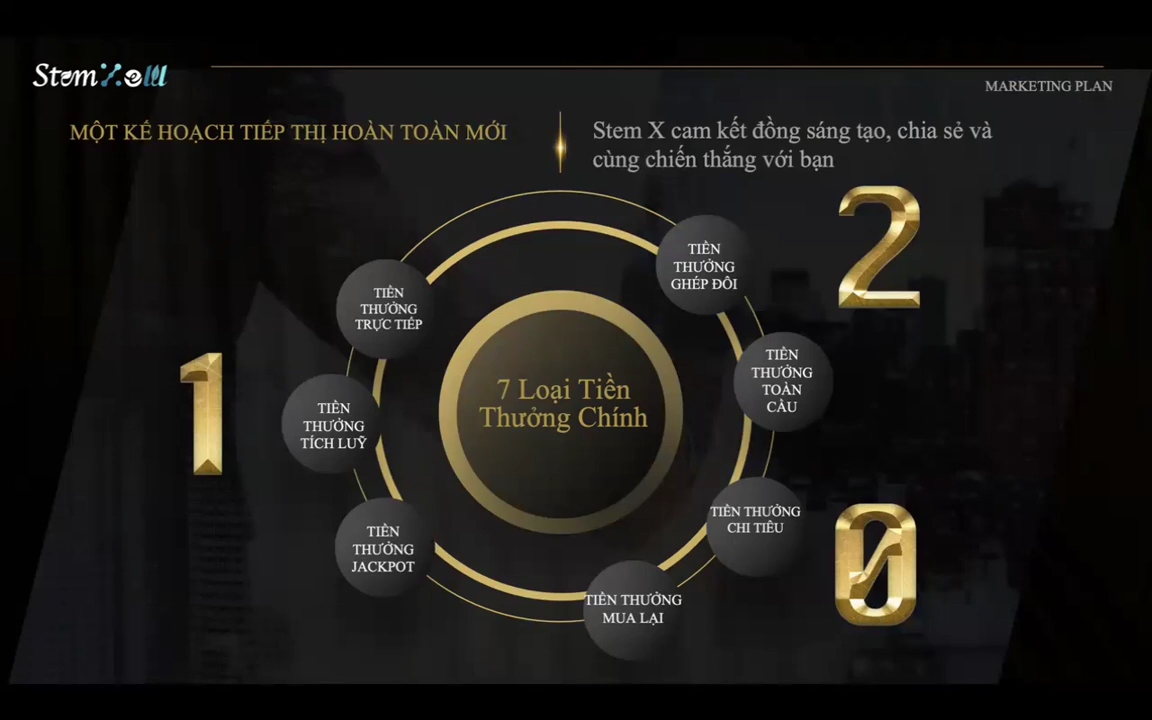 StemXell
MARKETING PLAN
MỘT KẾ HOẠCH TIẾP THỊ HOÀN TOÀN MỚI
Stem X cam kết đồng sáng tạo, chia sẻ và
cùng chiến thắng với bạn
7 Loại Tiền
Thưởng Chính
1
TIỀN
THƯỞNG
TRỰC TIẾP
TIỀN
THƯỞNG
TÍCH LUỸ
TIỀN
THƯỞNG
JACKPOT
2
TIỀN
THƯỞNG
GHÉP ĐÔI
TIỀN
THƯỞNG
TOÀN
CẦU
TIỀN THƯỞNG
CHI TIÊU
TIỀN THƯỞNG
MUA LẠI
0